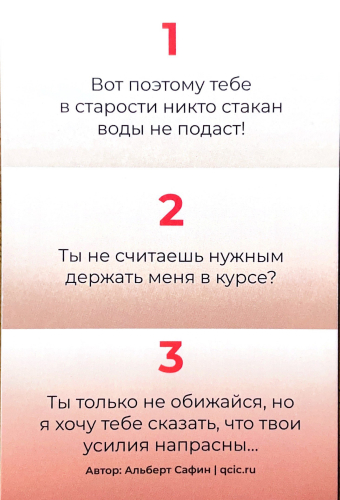 1
Вот поэтому тебе
в старости никто стакан
воды не подаст!
2
Ты не считаешь нужным
держать меня в курсе?
3
Ты только не обижайся, но
я хочу тебе сказать, что твои
усилия напрасны...
Автор: Альберт Сафин | qcic.ru